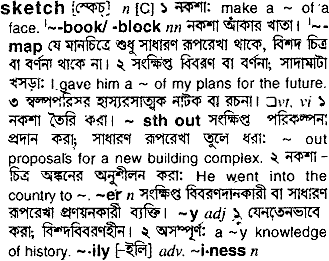 sketch [স্কেচ্] n [C] ১ নকশা: make a ~ of a
face. '~-book/ -block nn নকশা আঁকার খাতা। '~-
map যে মানচিত্রে শুধু সাধারণ রূপরেখা থাকে, বিশদ চিত্র
বা বর্ণনা থাকে না। ২ সংক্ষিপ্ত বিবরণ বা বর্ণনা; সাদামাটা
খসড়া: I gave him a ~ of my plans for the future.
৩ স্বল্পপরিসর হাস্যরসাত্মক নাটক বা রচনা। □vt, vi ১
নকশা তৈরি করা। ~ sth out সংক্ষিপ্ত পরিকল্পনা
প্রদান করা; সাধারণ রূপরেখা তুলে ধরা: ~ out
proposals for a new building complex. ২ নকশা-
চিত্র অঙ্কনের অনুশীলন করা: He went into the
country to ~. ~er n সংক্ষিপ্ত বিবরণদানকারী বা সাধারণ
রূপরেখা প্রণয়নকারী ব্যক্তি। ~y adj ১ যেনতেনভাবে
করা; বিশদবিবরণহীন। ২ অসম্পূর্ণ: a ~y knowledge
of history. ~·ily [-ইলি] adv. ~i·ness n